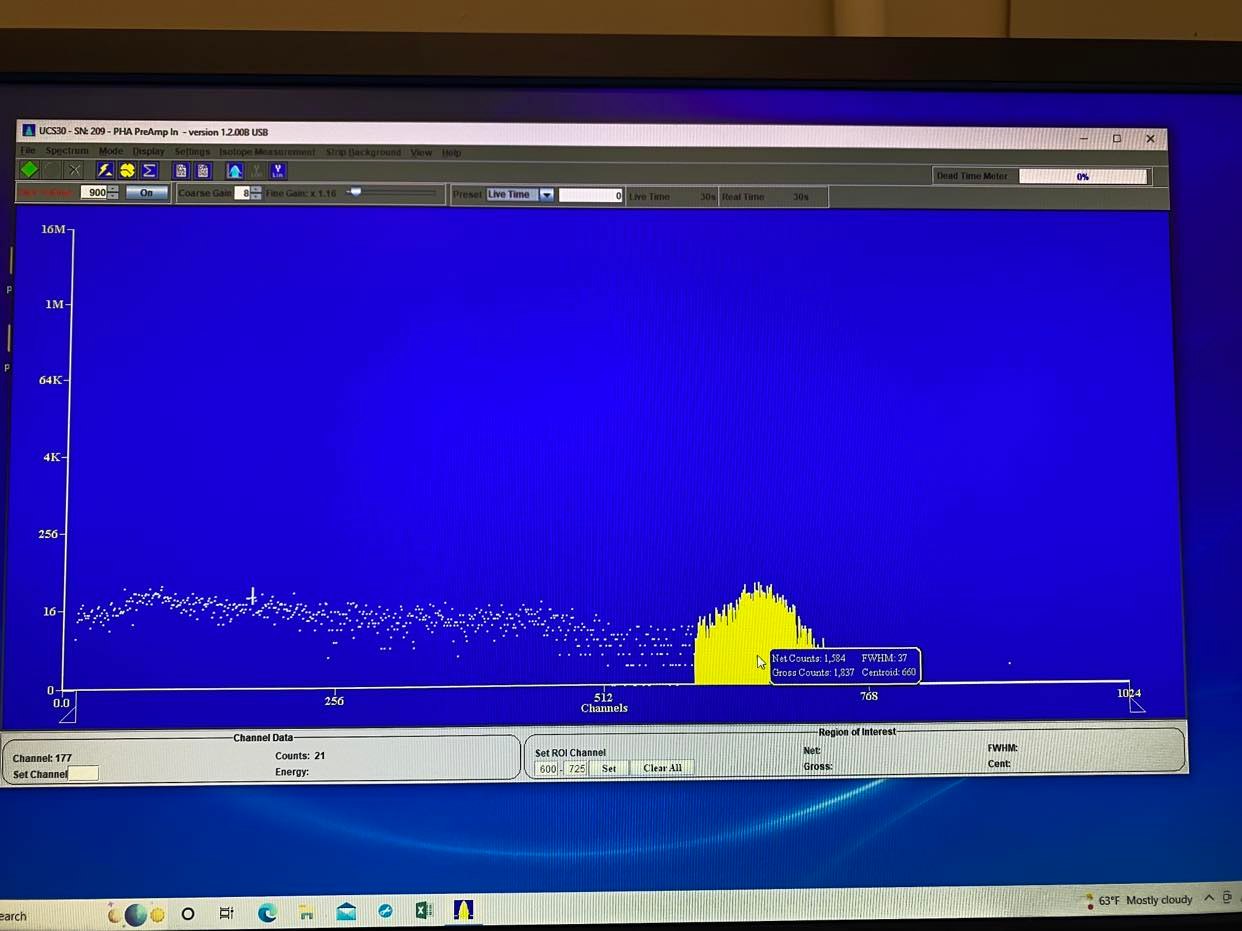 UCS30 - SN: 209 - PHA PreAmp In - version 1.2.00B USB
File Spectrum Mode Display Settings Isotope Measurement Strip Background View Help
Dead Time Meter 0%
900 On Coarse Gain 8 Fine Gain: x 1.16 Preset Live Time 0 Live Time 30s Real Time 30s
16M
1M
64K
4K
256
16
0
0.0 256 512 768 1024
Channels
Net Counts: 1,584 FWHM: 37
Gross Counts: 1,837 Centroid: 660
Channel Data
Channel: 177 Counts: 21
Set Channel Energy:
Region of Interest
Set ROI Channel Net: FWHM:
600 - 725 Set Clear All Gross: Cent:
earch
63°F Mostly cloudy